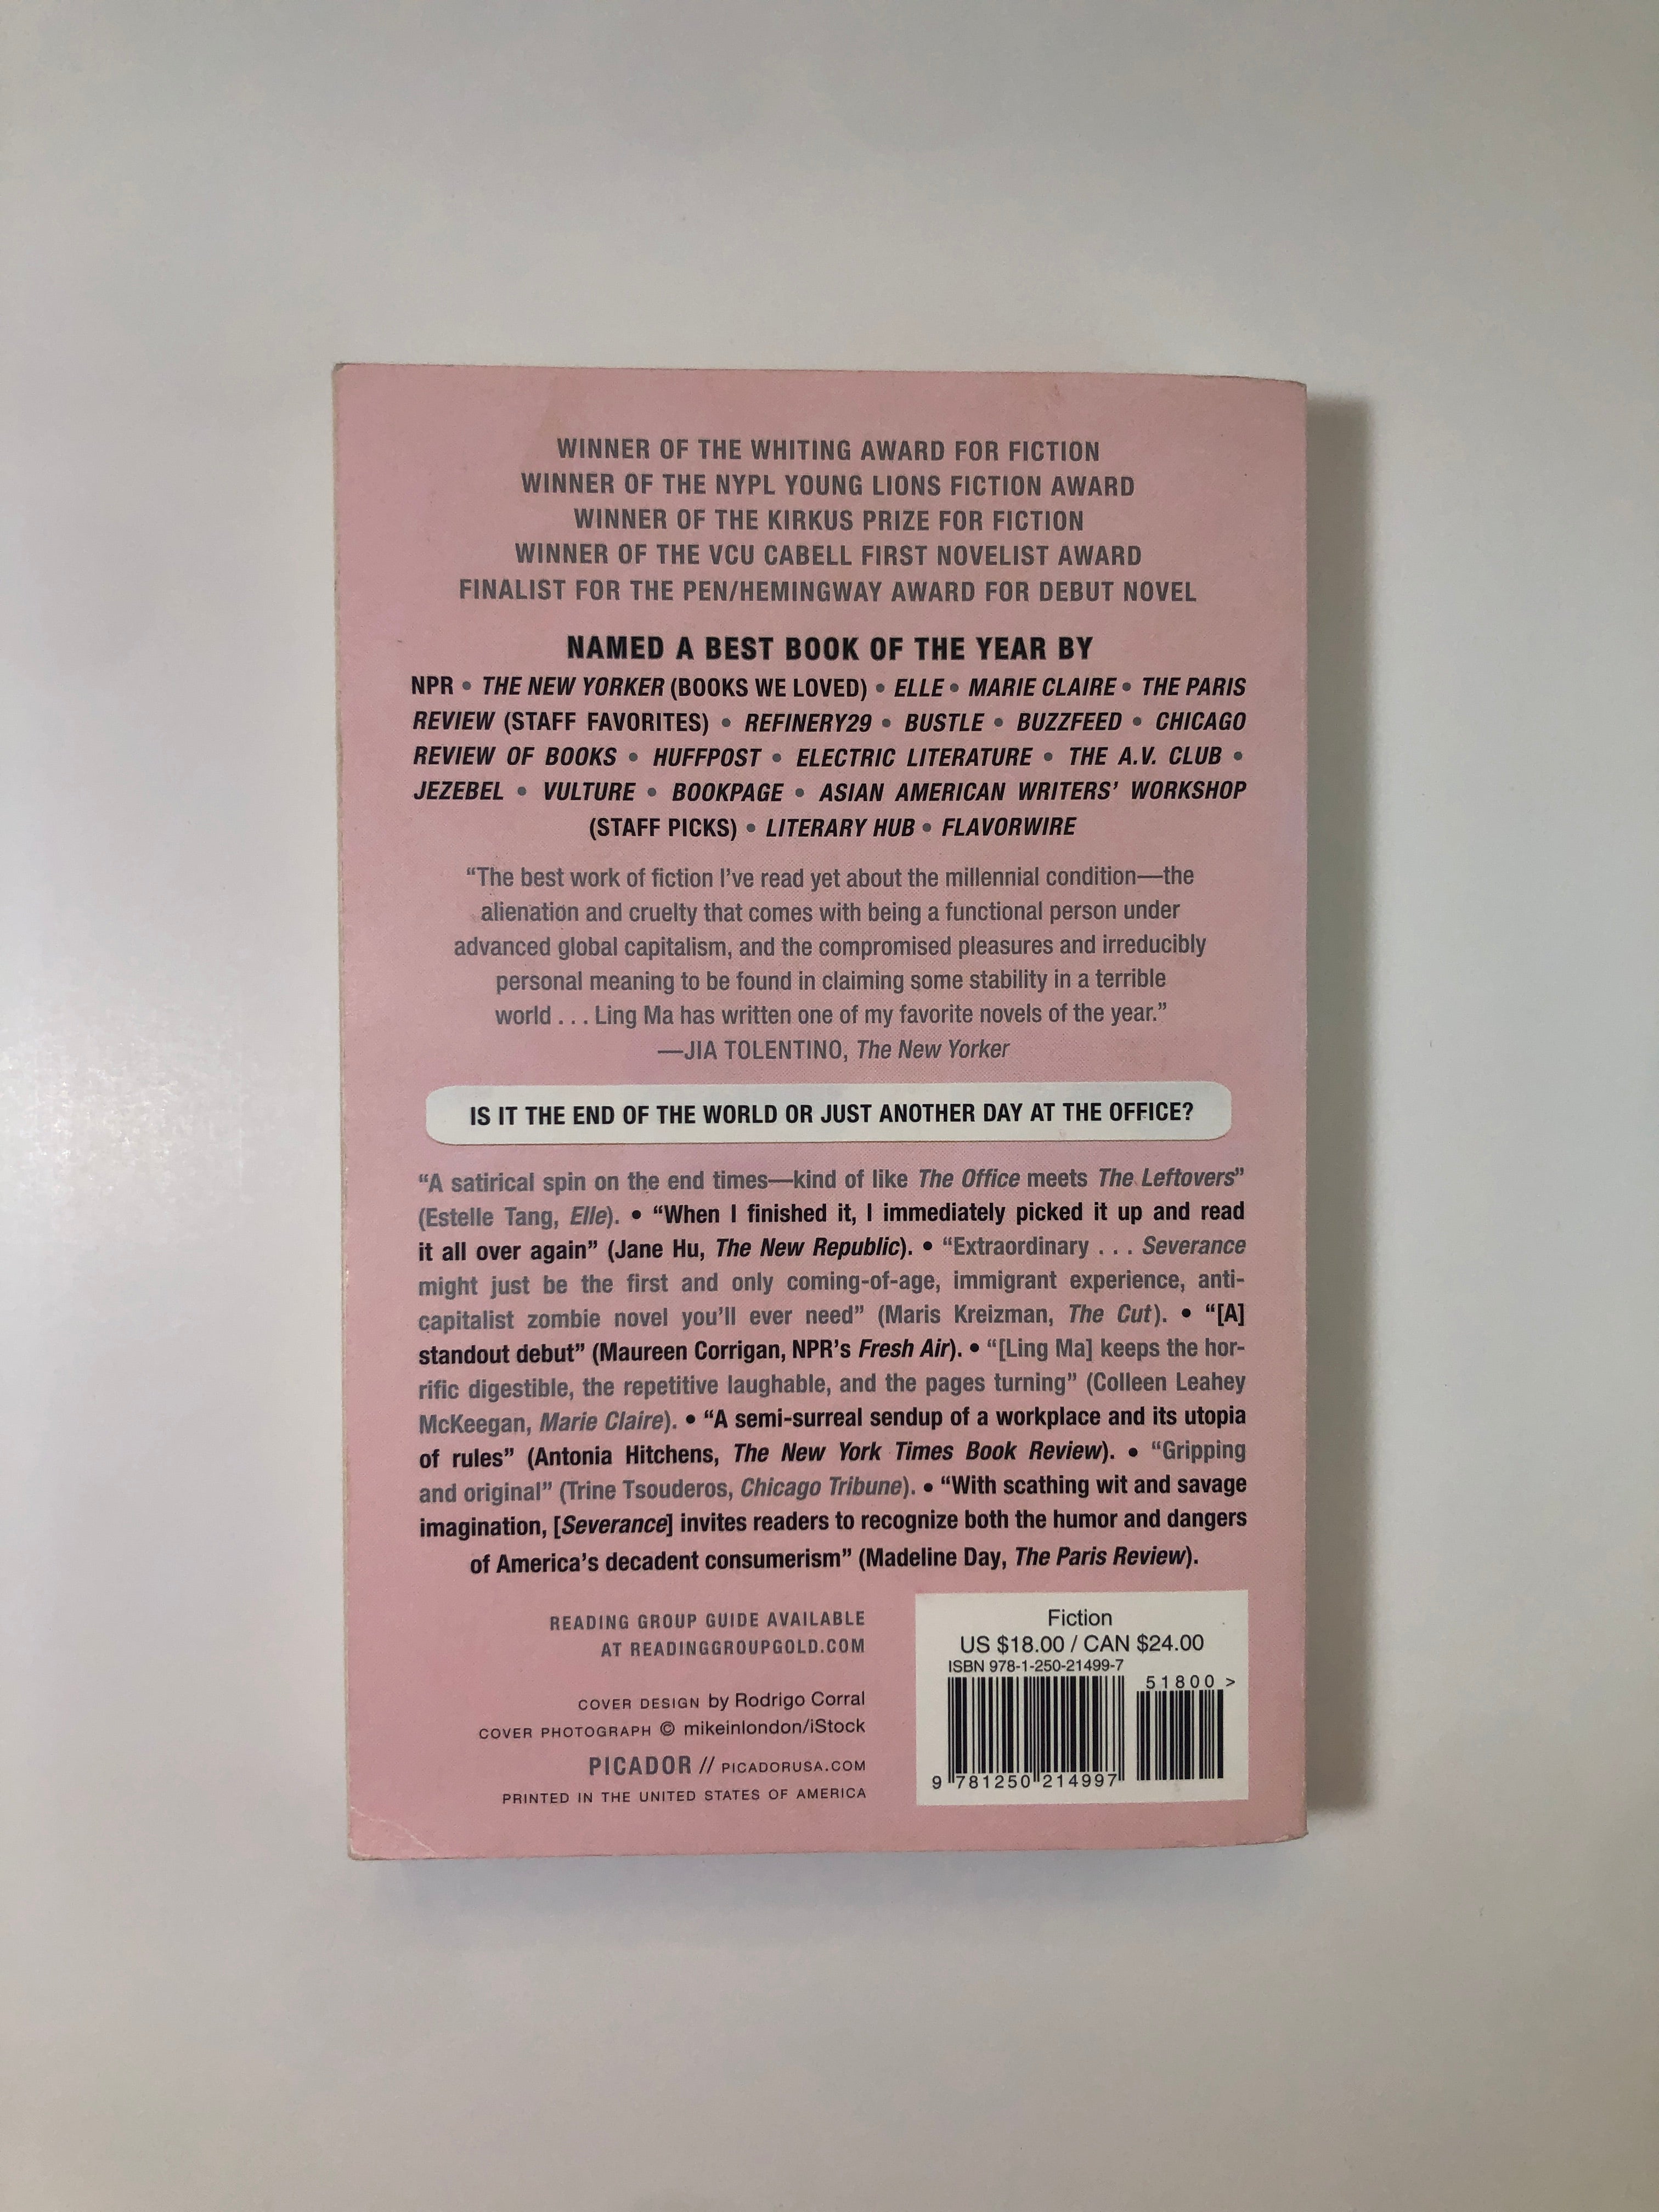 WINNER OF THE WHITING AWARD FOR FICTION
WINNER OF THE NYPL YOUNG LIONS FICTION AWARD
WINNER OF THE KIRKUS PRIZE FOR FICTION
WINNER OF THE VCU CABELL FIRST NOVELIST AWARD
FINALIST FOR THE PEN/HEMINGWAY AWARD FOR DEBUT NOVEL
NAMED A BEST BOOK OF THE YEAR BY
NPR • THE NEW YORKER (BOOKS WE LOVED) • ELLE • MARIE CLAIRE • THE PARIS
REVIEW (STAFF FAVORITES) • REFINERY29 • BUSTLE • BUZZFEED • CHICAGO
REVIEW OF BOOKS • HUFFPOST • ELECTRIC LITERATURE • THE A.V. CLUB •
JEZEBEL • VULTURE • BOOKPAGE • ASIAN AMERICAN WRITERS’ WORKSHOP
(STAFF PICKS) • LITERARY HUB • FLAVORWIRE
“The best work of fiction I’ve read yet about the millennial condition—the
alienation and cruelty that comes with being a functional person under
advanced global capitalism, and the compromised pleasures and irreducibly
personal meaning to be found in claiming some stability in a terrible
world . . . Ling Ma has written one of my favorite novels of the year.”
—JIA TOLENTINO, The New Yorker
IS IT THE END OF THE WORLD OR JUST ANOTHER DAY AT THE OFFICE?
“A satirical spin on the end times—kind of like The Office meets The Leftovers”
(Estelle Tang, Elle). • “When I finished it, I immediately picked it up and read
it all over again” (Jane Hu, The New Republic). • “Extraordinary . . . Severance
might just be the first and only coming-of-age, immigrant experience, anti-
capitalist zombie novel you’ll ever need” (Maris Kreizman, The Cut). • “[A]
standout debut” (Maureen Corrigan, NPR’s Fresh Air). • “[Ling Ma] keeps the hor-
rific digestible, the repetitive laughable, and the pages turning” (Colleen Leahey
McKeegan, Marie Claire). • “A semi-surreal sendup of a workplace and its utopia
of rules” (Antonia Hitchens, The New York Times Book Review). • “Gripping
and original” (Trine Tsouderos, Chicago Tribune). • “With scathing wit and savage
imagination, [Severance] invites readers to recognize both the humor and dangers
of America’s decadent consumerism” (Madeline Day, The Paris Review).
READING GROUP GUIDE AVAILABLE
AT READINGGROUPGOLD.COM
COVER DESIGN by Rodrigo Corral
COVER PHOTOGRAPH © mikeinlondon/iStock
PICADOR // PICADORUSA.COM
PRINTED IN THE UNITED STATES OF AMERICA
Fiction
US $18.00 / CAN $24.00
ISBN 978-1-250-21499-7
51800 >
9 781250 214997